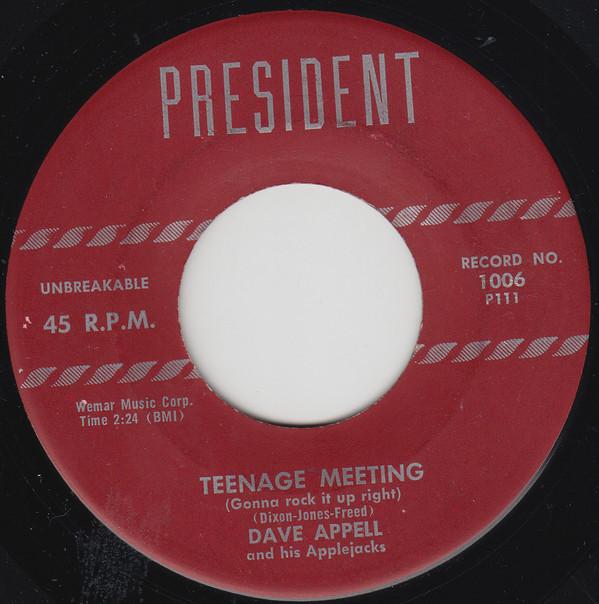 PRESIDENT
UNBREAKABLE
45 R.P.M.
RECORD NO.
1006
P111
Wemar Music Corp.
Time 2:24 (BMI)
TEENAGE MEETING
(Gonna rock it up right)
(Dixon-Jones-Freed)
DAVE APPELL
and his Applejacks